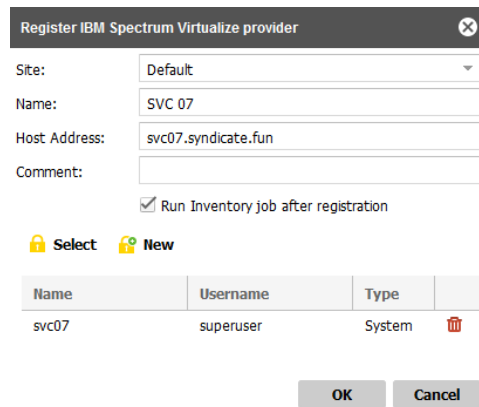 Register IBM Spectrum Virtualize provider
Site: Default
Name: SVC 07
Host Address: svc07.syndicate.fun
Comment:
Run Inventory job after registration
Select New
Name Username Type
svc07 superuser System
OK Cancel